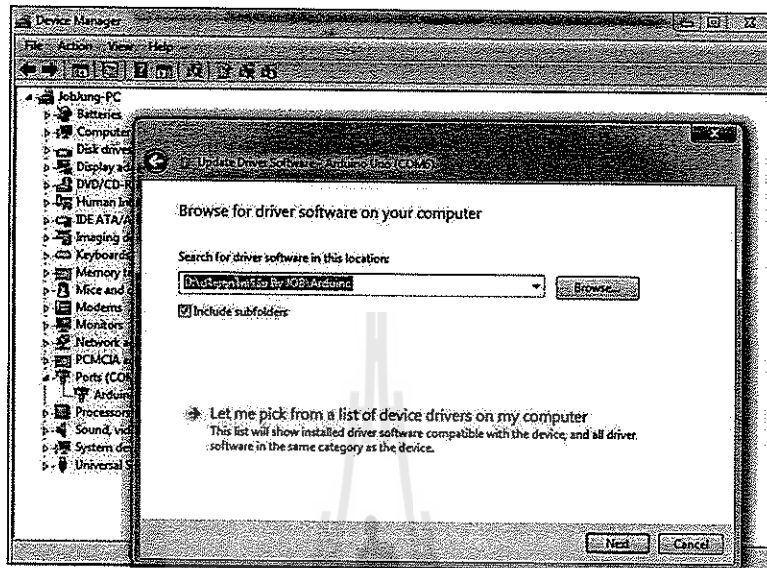 Device Manager
File Action View Help
JobJung-PC
Batteries
Computer
Disk drives
Display ad
DVD/CD-R
Human In
IDE ATA/A
Imaging d
Keyboards
Memory t
Mice and o
Modems
Monitors
Network a
PCMCIA a
Ports (COM
Arduin
Processors
Sound, vid
System de
Universal S
Update Driver Software - Arduino Uno (COM6)
Browse for driver software on your computer
Search for driver software in this location:
By JOB\Arduino
Browse...
Include subfolders
Let me pick from a list of device drivers on my computer
This list will show installed driver software compatible with the device, and all driver
software in the same category as the device.
Next
Cancel